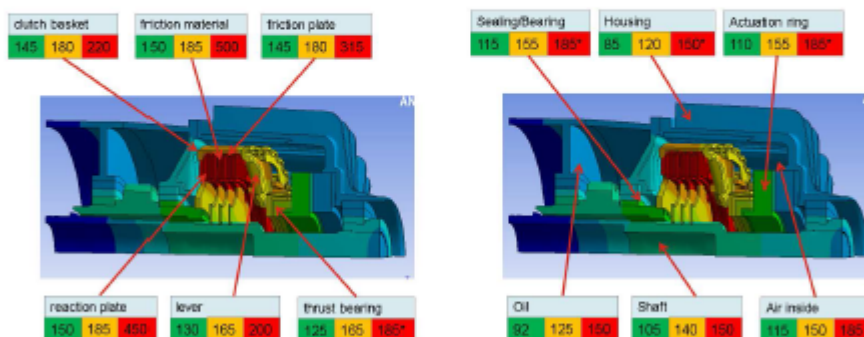 clutch basket friction material friction plate
145 180 220 150 185 500 145 180 315
Sealing/Bearing Housing Actuation ring
115 155 185* 85 120 150* 110 155 185*
AN
reaction plate lever thrust bearing
150 185 450 130 165 200 125 165 185*
Oil Shaft Air inside
92 125 150 105 140 150 115 150 185